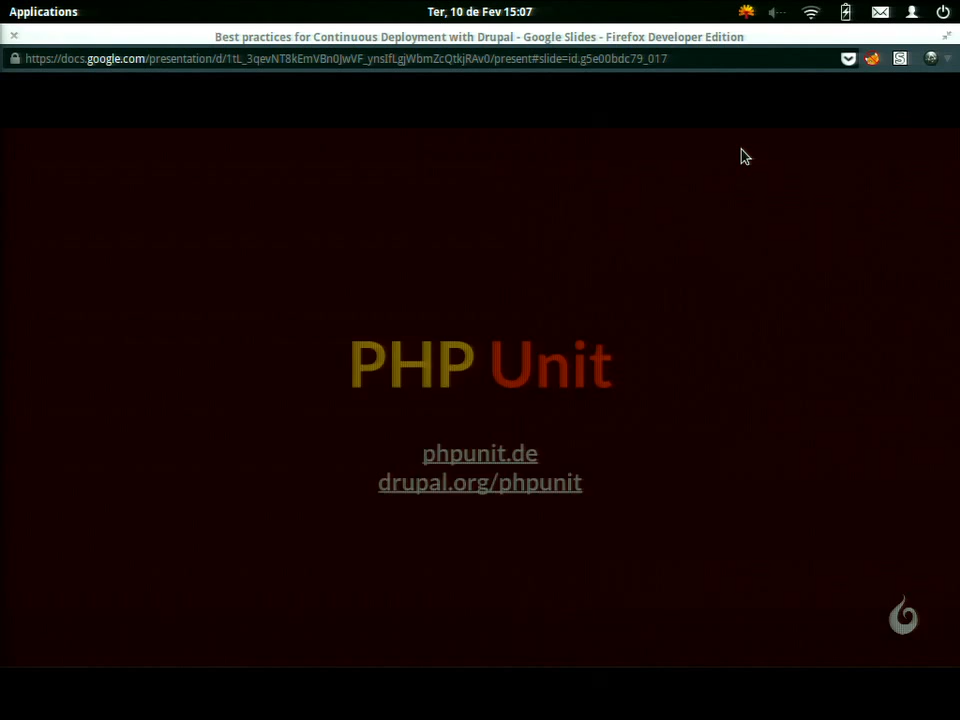 Applications
Ter, 10 de Fev 15:07
Best practices for Continuous Deployment with Drupal - Google Slides - Firefox Developer Edition
https://docs.google.com/presentation/d/1tL_3qevNT8kEmVBn0JwVF_ynsIfLgjWbmZcQtkjRAv0/present#slide=id.g5e00bdc79_017
PHP Unit
phpunit.de
drupal.org/phpunit